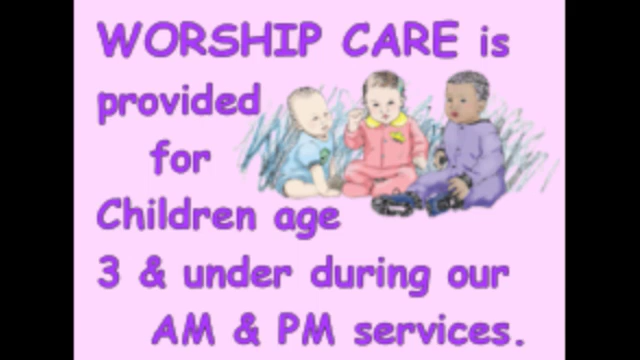 WORSHIP CARE is
provided
for
Children age
3 & under during our
AM & PM services.